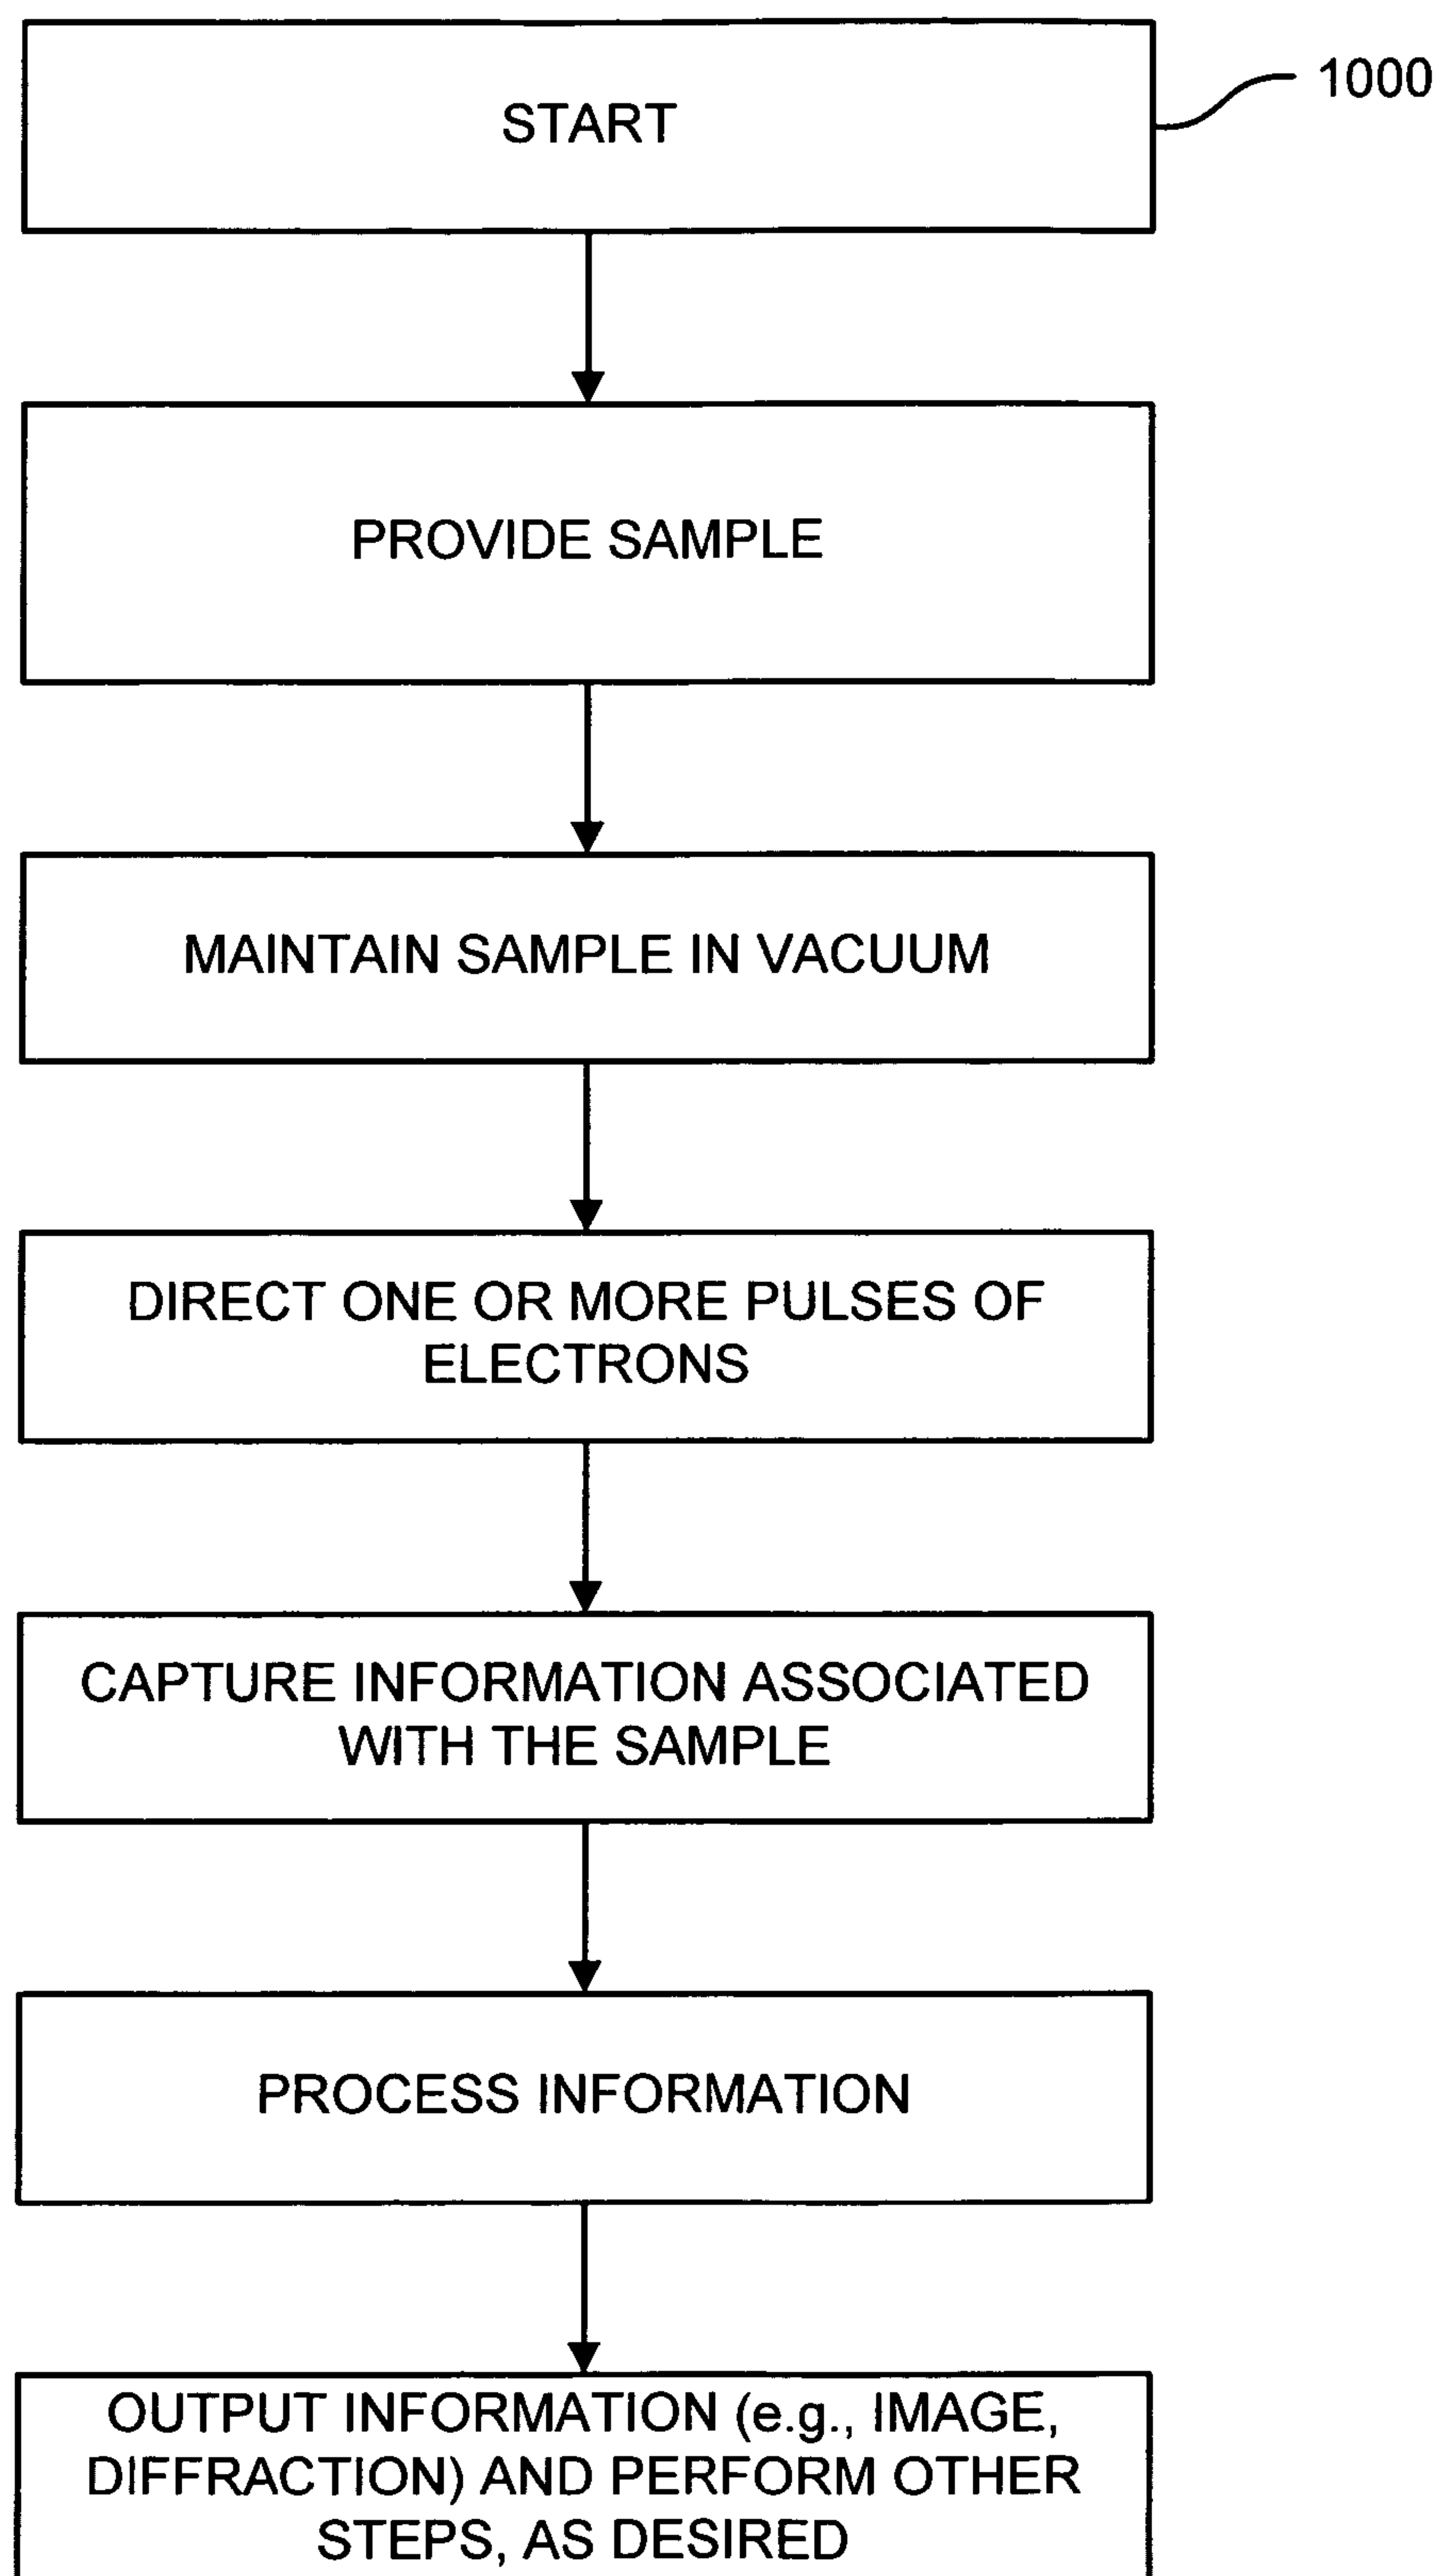 START
1000
PROVIDE SAMPLE
MAINTAIN SAMPLE IN VACUUM
DIRECT ONE OR MORE PULSES OF
ELECTRONS
CAPTURE INFORMATION ASSOCIATED
WITH THE SAMPLE
PROCESS INFORMATION
OUTPUT INFORMATION (e.g., IMAGE,
DIFFRACTION) AND PERFORM OTHER
STEPS, AS DESIRED